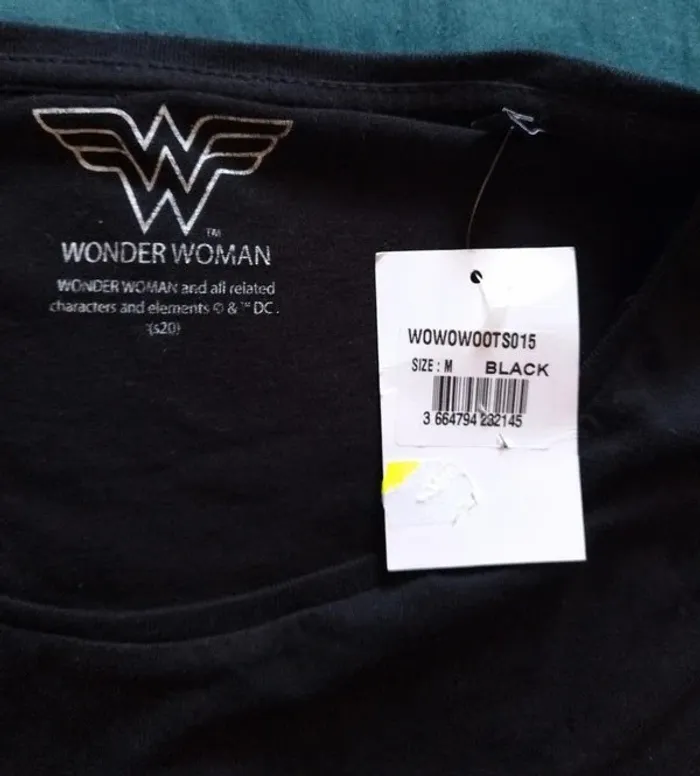 TM
WONDER WOMAN
WONDER WOMAN and all related
characters and elements © & ™ DC.
(s20)
WOWOWOOTS015
SIZE : M BLACK
3 664794 232145